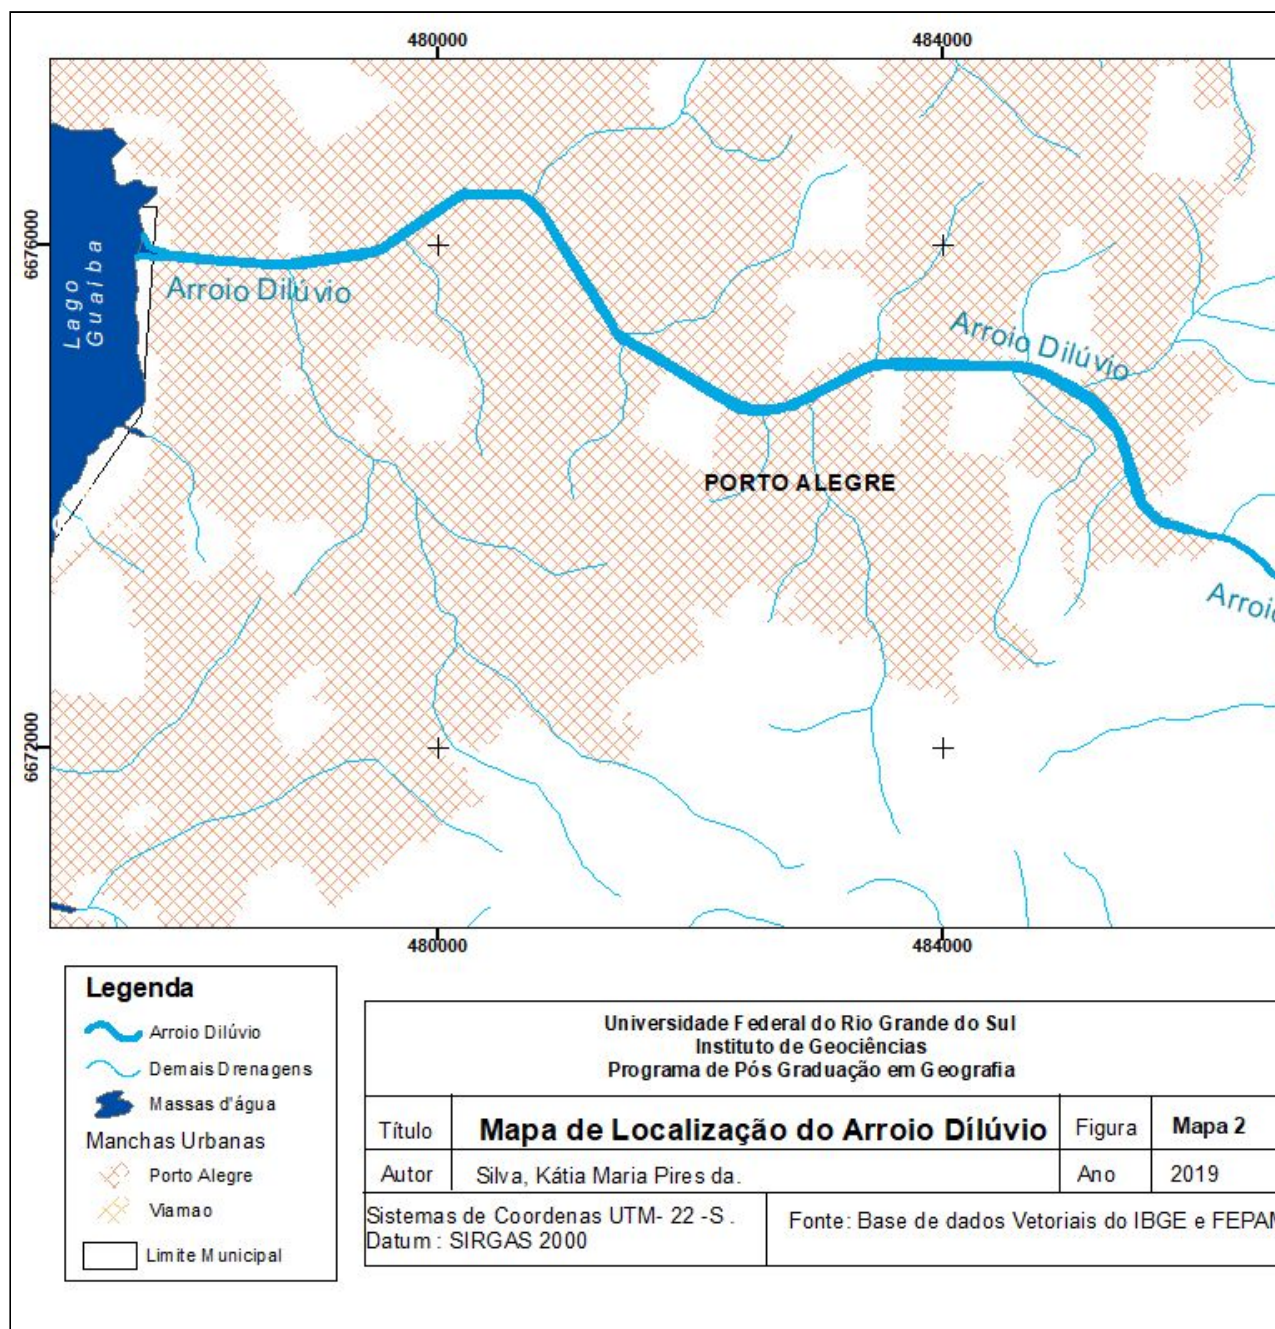 480000
484000
6676000
Lago
Guaíba
Arroio Dilúvio
Arroio Dilúvio
PORTO ALEGRE
Arroio
6672000
480000
484000
Legenda
Arroio Dilúvio
Demais Drenagens
Massas d'água
Manchas Urbanas
Porto Alegre
Viamao
Limite Municipal
Universidade Federal do Rio Grande do Sul
Instituto de Geociências
Programa de Pós Graduação em Geografia
Título
Mapa de Localização do Arroio Dílúvio
Figura
Mapa 2
Autor
Silva, Kátia Maria Pires da.
Ano
2019
Sistemas de Coordenas UTM- 22 -S .
Datum : SIRGAS 2000
Fonte: Base de dados Vetoriais do IBGE e FEPAM